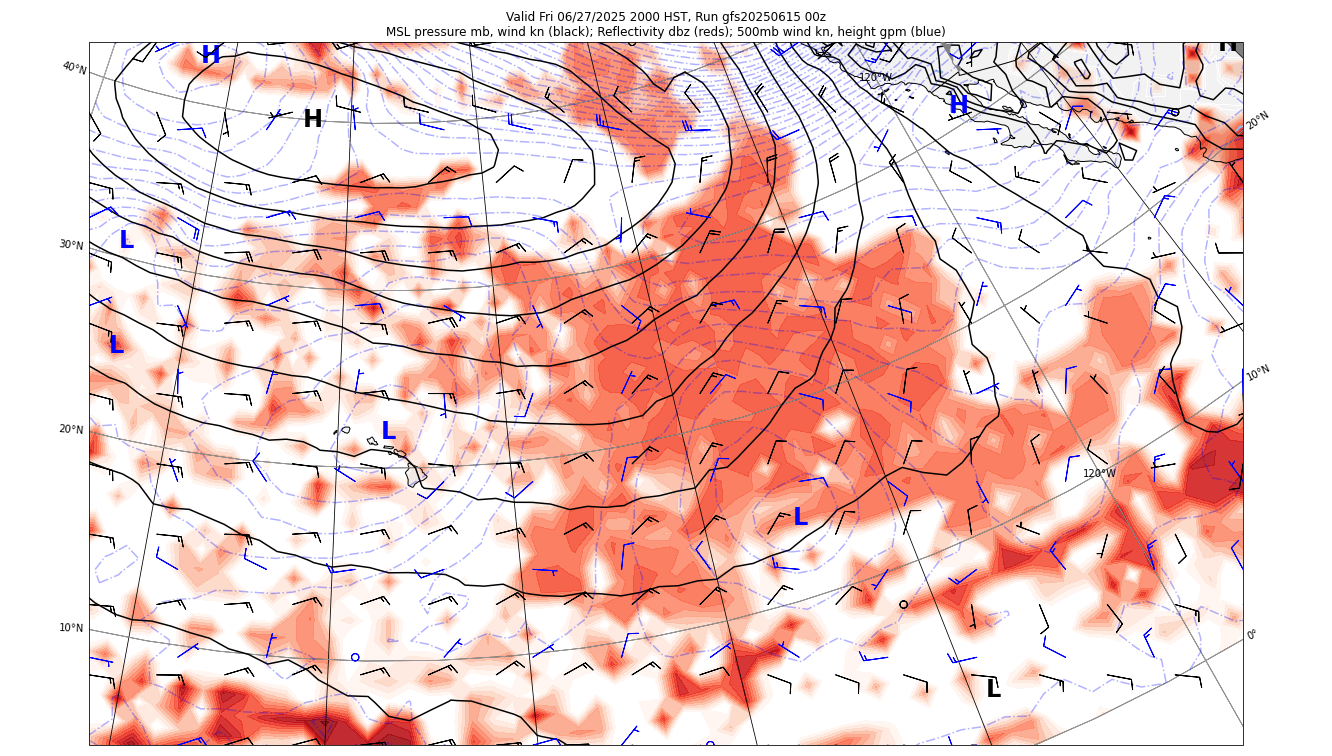 Valid Fri 06/27/2025 2000 HST, Run gfs20250615 00z
MSL pressure mb, wind kn (black); Reflectivity dbz (reds); 500mb wind kn, height gpm (blue)
H
H
40°N
120°W
H
H
20°N
L
30°N
L
10°N
L
20°N
120°W
L
10°N
0°
L